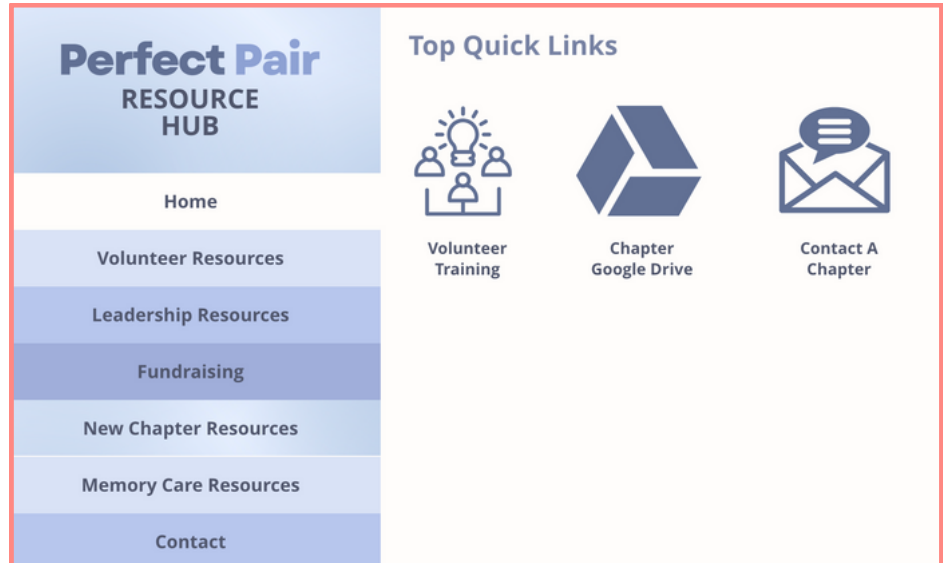 Perfect Pair
RESOURCE
HUB
Home
Volunteer Resources
Leadership Resources
Fundraising
New Chapter Resources
Memory Care Resources
Contact
Top Quick Links
Volunteer
Training
Chapter
Google Drive
Contact A
Chapter